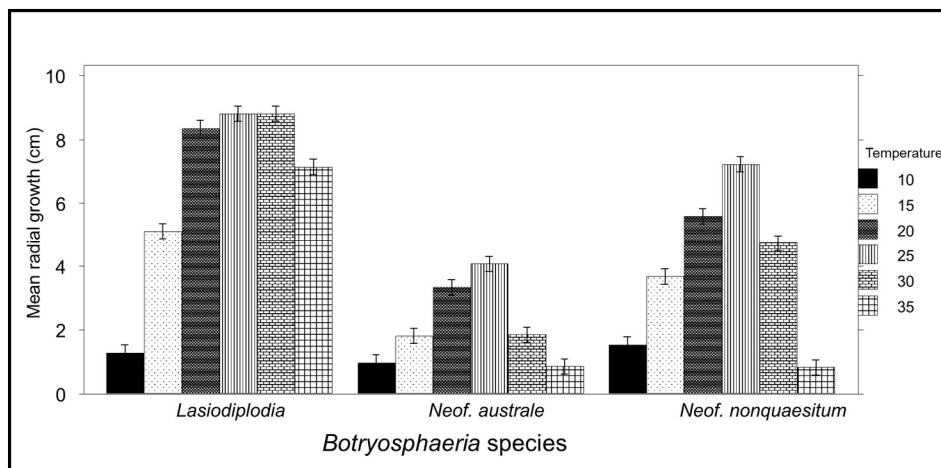 10
8
6
4
2
0
Mean radial growth (cm)
Lasiodiplodia
Neof. australe
Neof. nonquaesitum
Botryosphaeria species
Temperature
10
15
20
25
30
35